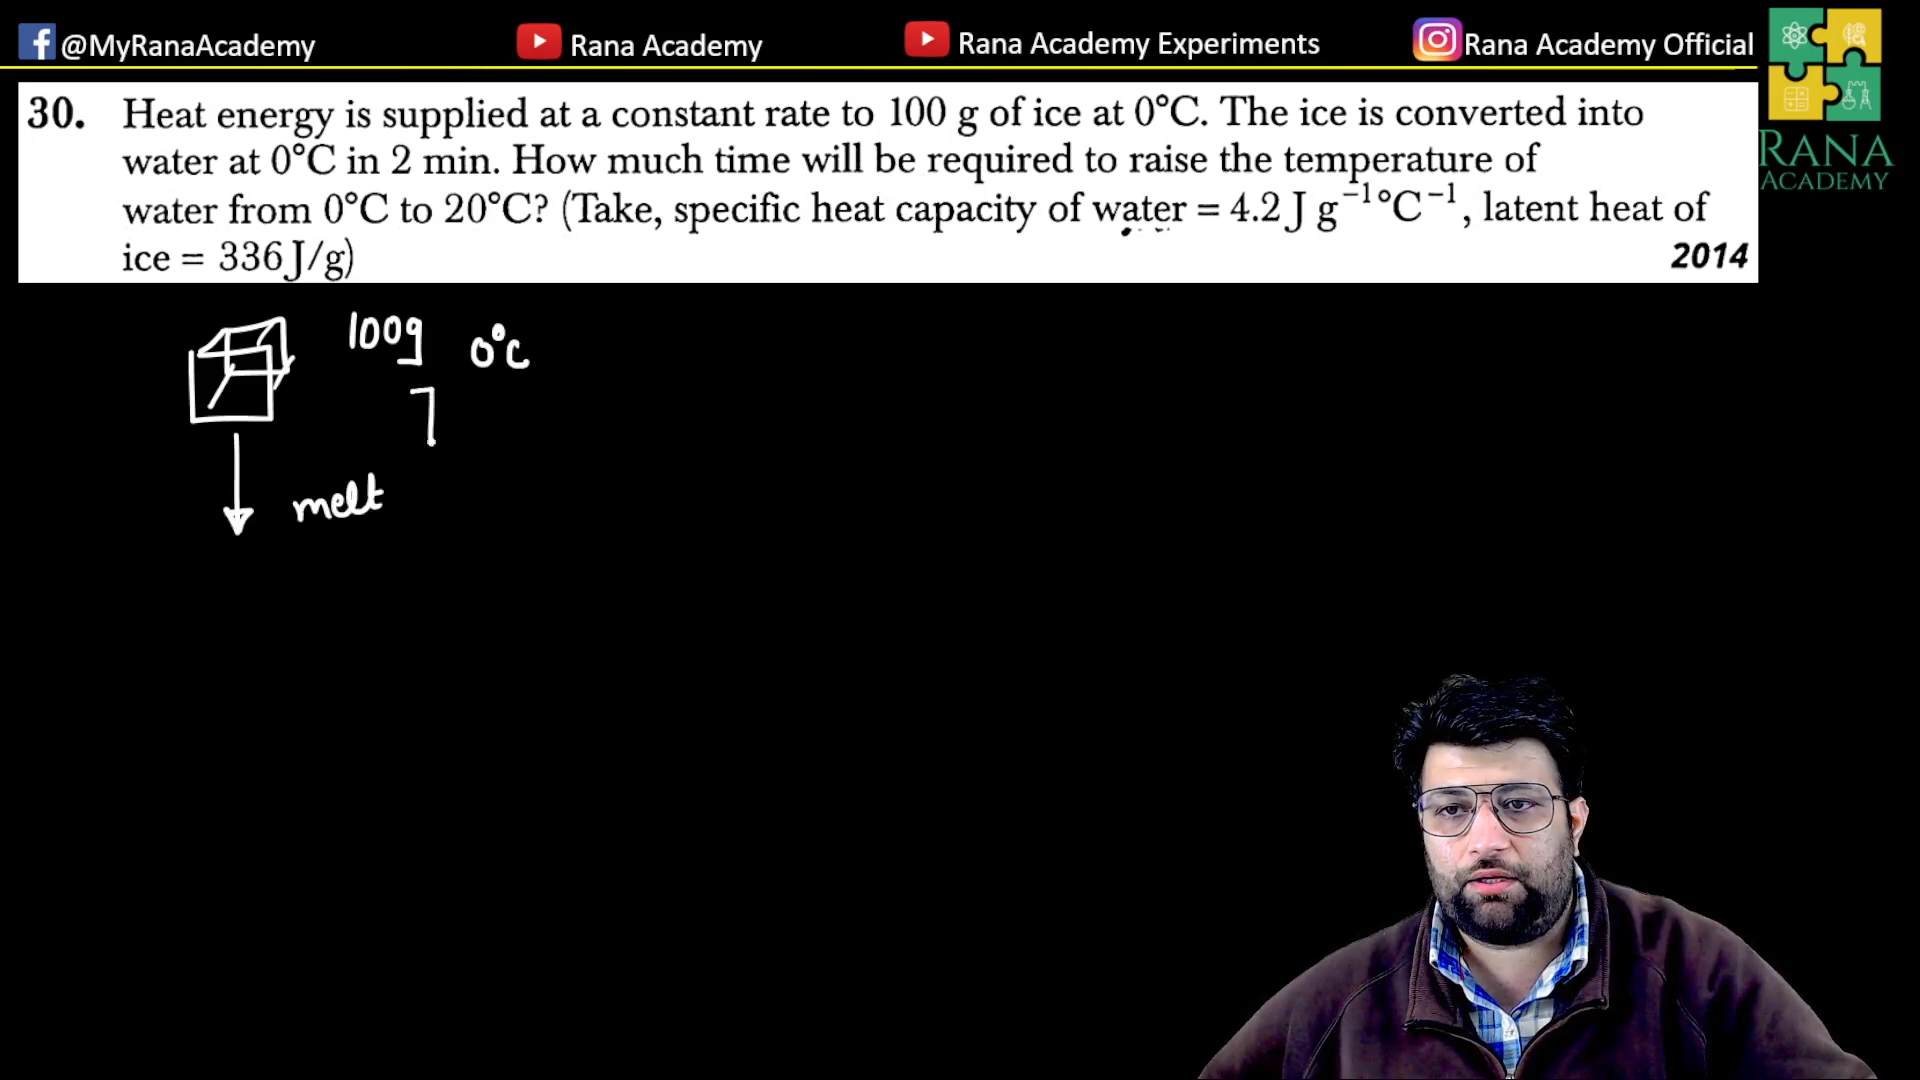 @MyRanaAcademy Rana Academy Rana Academy Experiments Rana Academy Official
30. Heat energy is supplied at a constant rate to 100 g of ice at 0°C. The ice is converted into
water at 0°C in 2 min. How much time will be required to raise the temperature of
water from 0°C to 20°C? (Take, specific heat capacity of water = 4.2 J g⁻¹°C⁻¹, latent heat of
ice = 336 J/g) 2014
RANA
ACADEMY
100g 0°C
melt